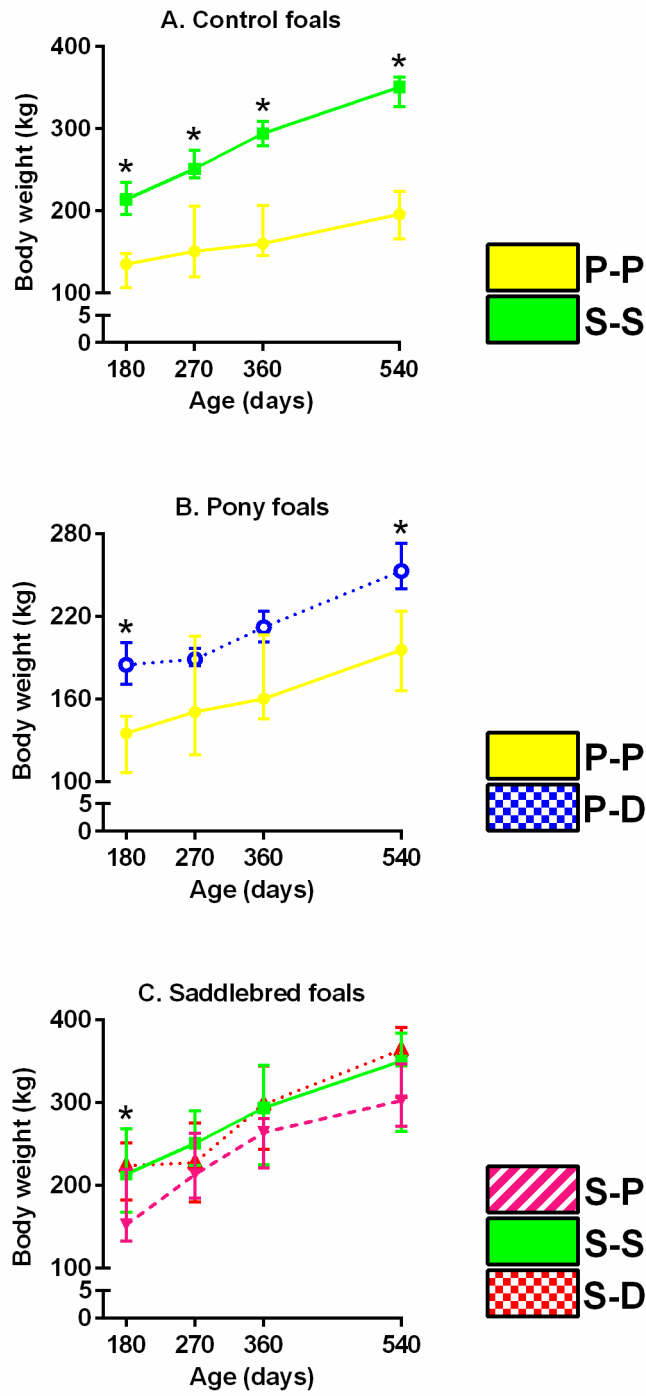 A. Control foals
*
*
*
*
400
300
200
100
5
0
Body weight (kg)
180 270 360 540
Age (days)
P-P
S-S
B. Pony foals
*
*
280
220
160
100
5
0
Body weight (kg)
180 270 360 540
Age (days)
P-P
P-D
C. Saddlebred foals
*
400
300
200
100
5
0
Body weight (kg)
180 270 360 540
Age (days)
S-P
S-S
S-D